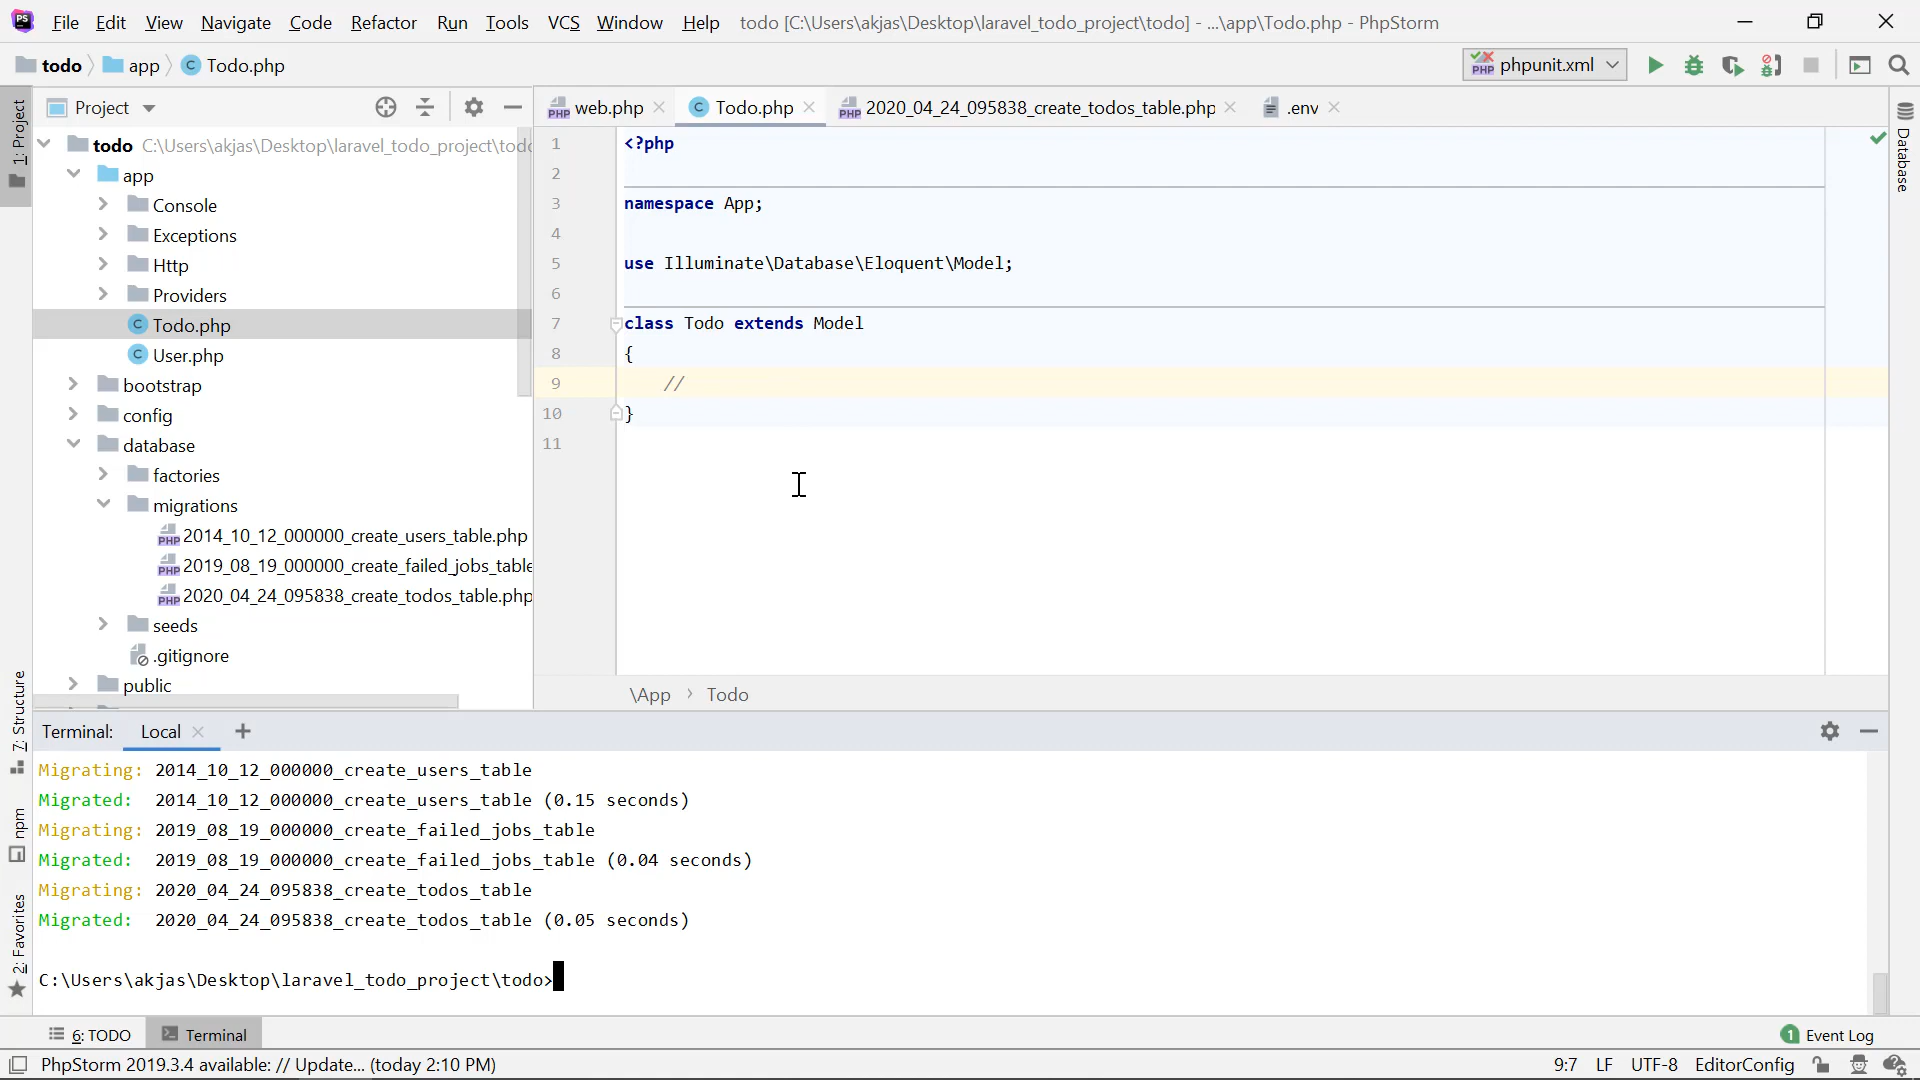 File Edit View Navigate Code Refactor Run Tools VCS Window Help todo [C:\Users\akjas\Desktop\laravel_todo_project\todo] - ...\app\Todo.php - PhpStorm
todo app Todo.php
phpunit.xml
Project
web.php
Todo.php
2020_04_24_095838_create_todos_table.php
.env
1: Project
7: Structure
npm
2: Favorites
Database
todo C:\Users\akjas\Desktop\laravel_todo_project\todo
app
Console
Exceptions
Http
Providers
Todo.php
User.php
bootstrap
config
database
factories
migrations
2014_10_12_000000_create_users_table.php
2019_08_19_000000_create_failed_jobs_table
2020_04_24_095838_create_todos_table.php
seeds
.gitignore
public
1 <?php
2
3 namespace App;
4
5 use Illuminate\Database\Eloquent\Model;
6
7 class Todo extends Model
8 {
9 //
10 }
11
\App › Todo
Terminal: Local
Migrating: 2014_10_12_000000_create_users_table
Migrated: 2014_10_12_000000_create_users_table (0.15 seconds)
Migrating: 2019_08_19_000000_create_failed_jobs_table
Migrated: 2019_08_19_000000_create_failed_jobs_table (0.04 seconds)
Migrating: 2020_04_24_095838_create_todos_table
Migrated: 2020_04_24_095838_create_todos_table (0.05 seconds)
C:\Users\akjas\Desktop\laravel_todo_project\todo>
6: TODO Terminal 1 Event Log
PhpStorm 2019.3.4 available: // Update... (today 2:10 PM) 9:7 LF UTF-8 EditorConfig